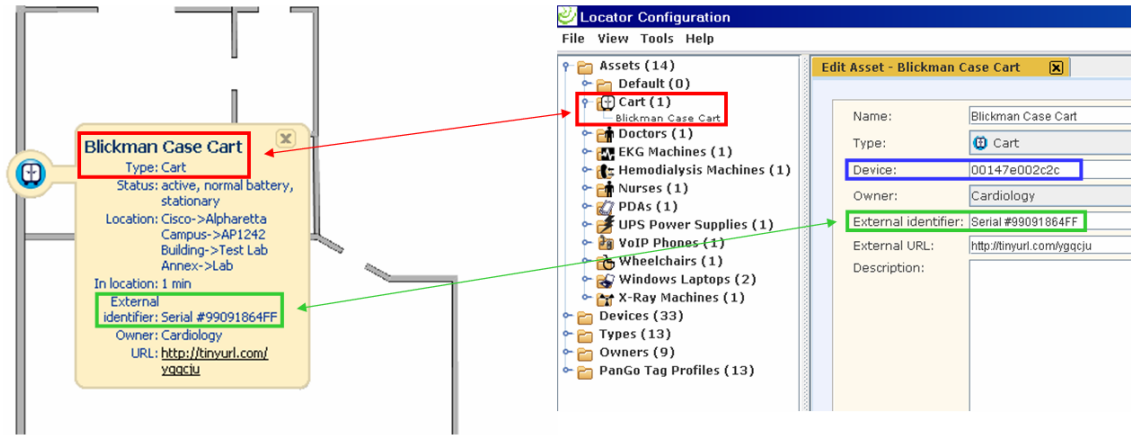 Blickman Case Cart
Type: Cart
Status: active, normal battery,
stationary
Location: Cisco->Alpharetta
Campus->AP1242
Building->Test Lab
Annex->Lab
In location: 1 min
External
identifier: Serial #99091864FF
Owner: Cardiology
URL: http://tinyurl.com/
ygqcju
Locator Configuration
File View Tools Help
Assets (14)
Default (0)
Cart (1)
Blickman Case Cart
Doctors (1)
EKG Machines (1)
Hemodialysis Machines (1)
Nurses (1)
PDAs (1)
UPS Power Supplies (1)
VoIP Phones (1)
Wheelchairs (1)
Windows Laptops (2)
X-Ray Machines (1)
Devices (33)
Types (13)
Owners (9)
PanGo Tag Profiles (13)
Edit Asset - Blickman Case Cart
Name: Blickman Case Cart
Type: Cart
Device: 00147e002c2c
Owner: Cardiology
External identifier: Serial #99091864FF
External URL: http://tinyurl.com/ygqcju
Description: